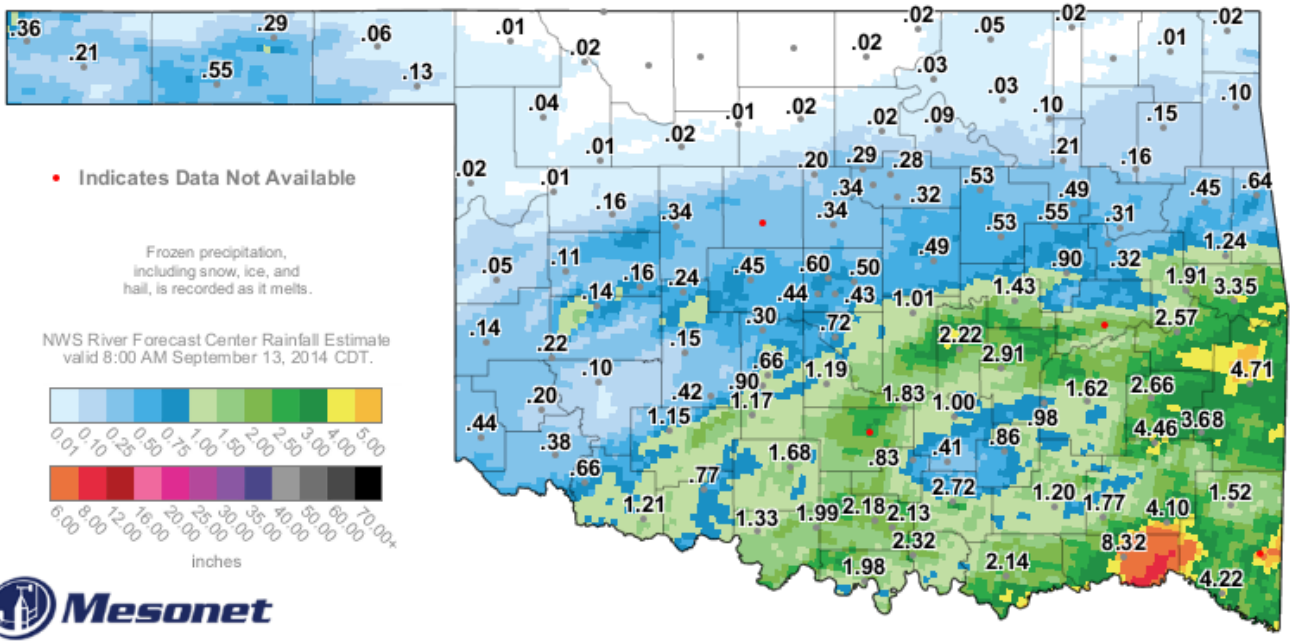 .02 .02 .02
.36 .29 .06 .01 .05 .01
.21 .02 .02
.55 .13 .03
.04 .03 .10
.01 .02 .02 .09 .10 .15
.02
.01 .20 .29 .28 .21 .16
.02 .01 .53
.16 .34 .34 .32 .49 .45 .64
.34 .53 .55 .31
.11 .49 1.24
.05 .16 .24 .45 .60 .50 .90 .32 1.91
.14 .44 .43 1.01 1.43 3.35
.14 .30 .72 2.57
.22 .15 2.22
2.91
.10 .66 1.19 4.71
.20 .42 .90 1.83 1.00 1.62 2.66
1.17
.44 1.15 .98 3.68
.38 .41 .86 4.46
.66 .77 1.68 .83
2.72 1.20 1.77 1.52
1.21 1.33 1.99 2.18 2.13 4.10
2.32 8.32
1.98 2.14 4.22
Indicates Data Not Available
Frozen precipitation,
including snow, ice, and
hail, is recorded as it melts.
NWS River Forecast Center Rainfall Estimate
valid 8:00 AM September 13, 2014 CDT.
0.01 0.10 0.25 0.50 0.75 1.00 1.50 2.00 2.50 3.00 4.00 5.00
6.00 8.00 12.00 16.00 20.00 25.00 30.00 35.00 40.00 50.00 60.00 70.00+
inches
Mesonet